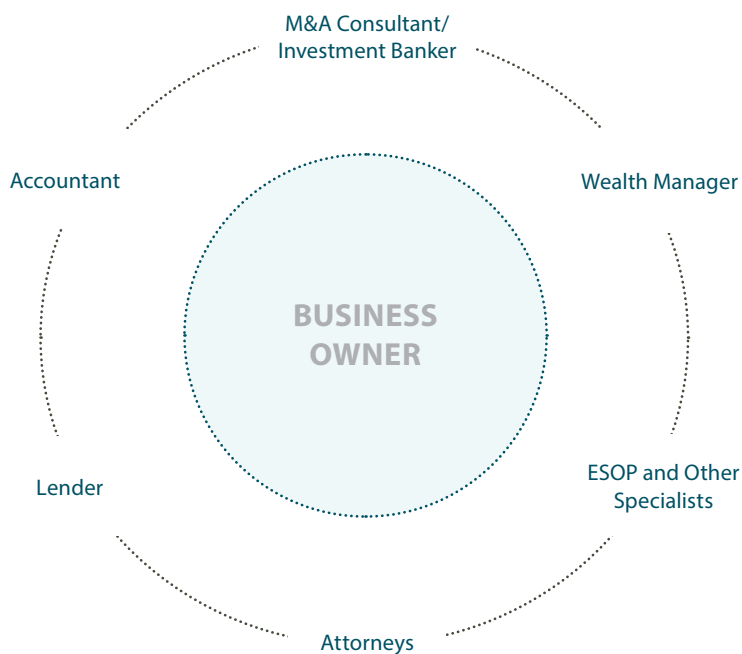 M&A Consultant/
Investment Banker
Accountant
Wealth Manager
BUSINESS
OWNER
Lender
ESOP and Other
Specialists
Attorneys